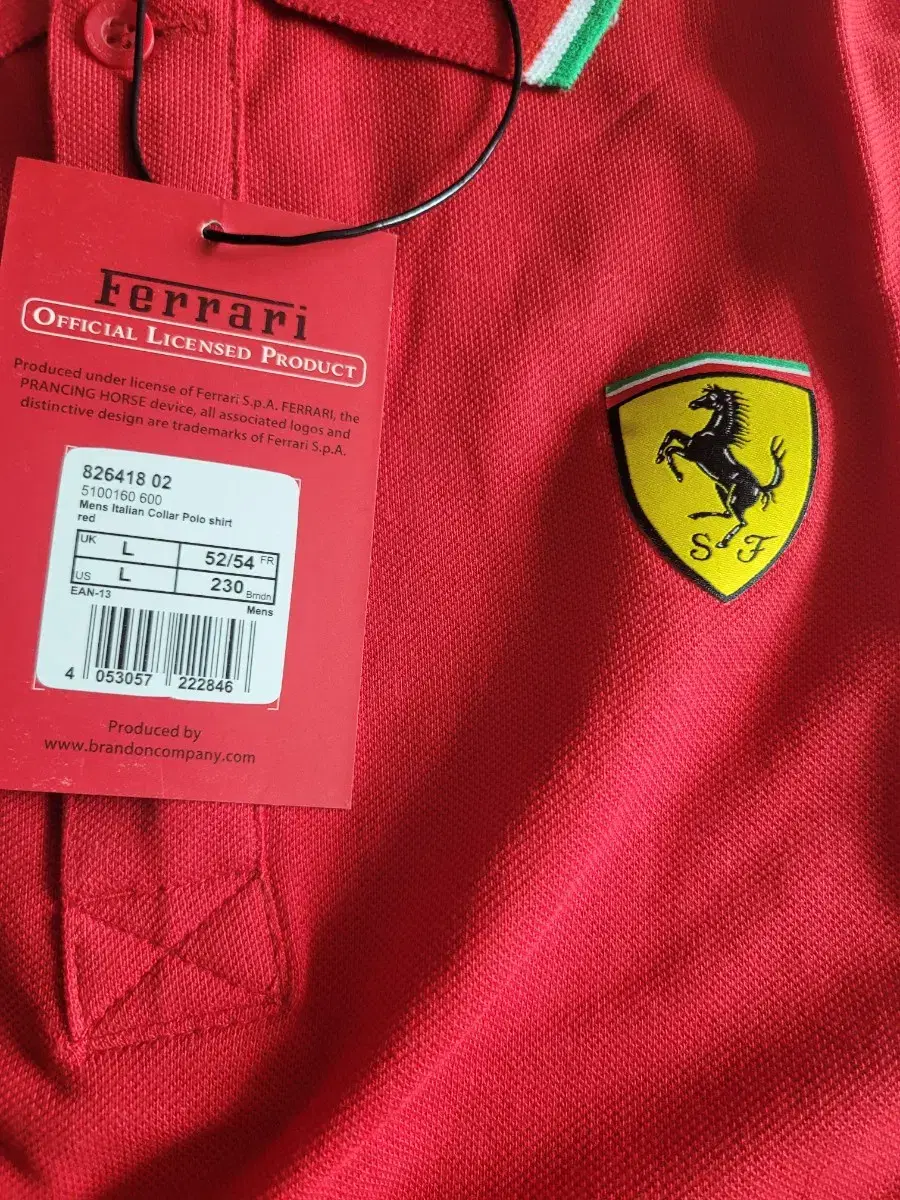 Ferrari
OFFICIAL LICENSED PRODUCT
Produced under license of Ferrari S.p.A. FERRARI, the
PRANCING HORSE device, all associated logos and
distinctive design are trademarks of Ferrari S.p.A.
826418 02
5100160 600
Mens Italian Collar Polo shirt
red
UK L 52/54 FR
US L 230 Bmdn
EAN-13 Mens
4 053057 222846
Produced by
www.brandoncompany.com
S F